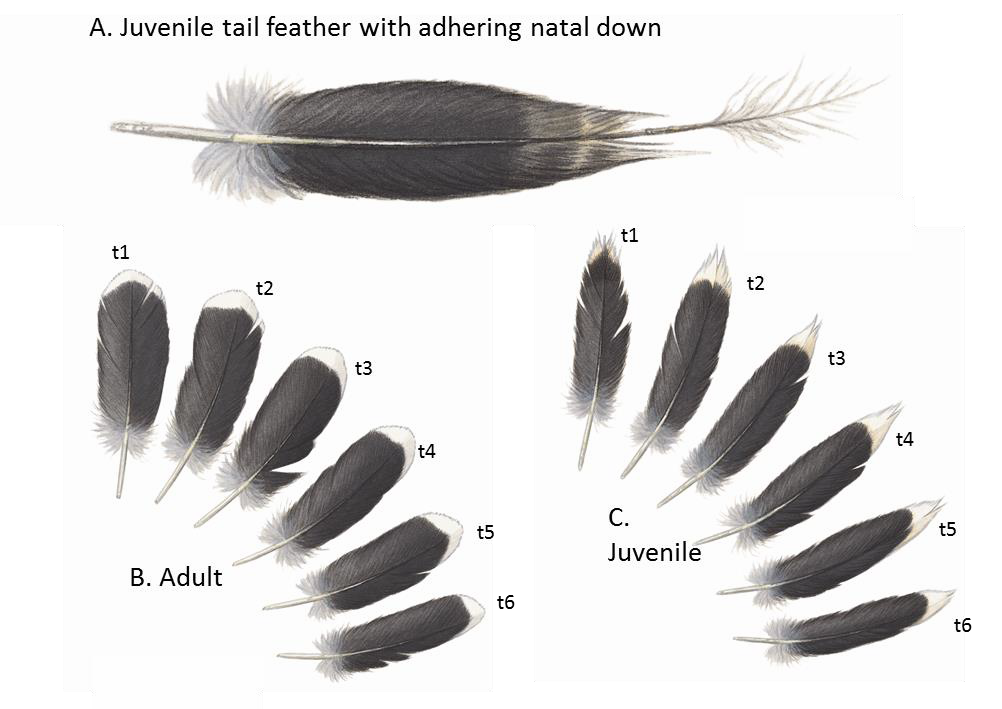 A. Juvenile tail feather with adhering natal down
t1
t2
t3
t4
t5
t6
B. Adult
t1
t2
t3
t4
t5
t6
C.
Juvenile